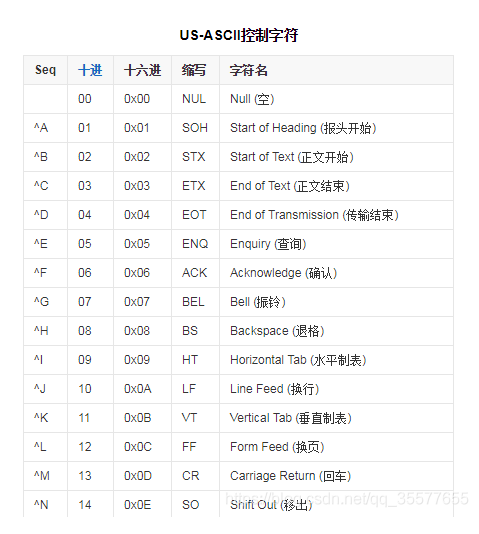 US-ASCII控制字符
Seq 十进 十六进 缩写 字符名
00 0x00 NUL Null (空)
^A 01 0x01 SOH Start of Heading (报头开始)
^B 02 0x02 STX Start of Text (正文开始)
^C 03 0x03 ETX End of Text (正文结束)
^D 04 0x04 EOT End of Transmission (传输结束)
^E 05 0x05 ENQ Enquiry (查询)
^F 06 0x06 ACK Acknowledge (确认)
^G 07 0x07 BEL Bell (振铃)
^H 08 0x08 BS Backspace (退格)
^I 09 0x09 HT Horizontal Tab (水平制表)
^J 10 0x0A LF Line Feed (换行)
^K 11 0x0B VT Vertical Tab (垂直制表)
^L 12 0x0C FF Form Feed (换页)
^M 13 0x0D CR Carriage Return (回车)
^N 14 0x0E SO Shift Out (移出)
https://blog.csdn.net/qq_35577655